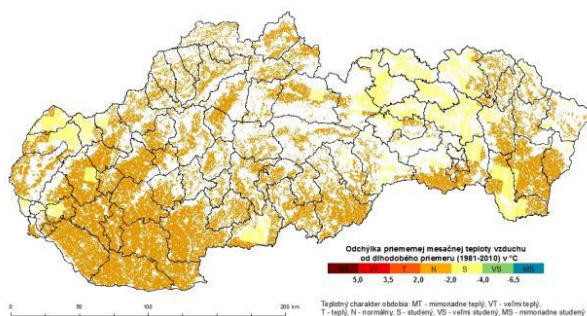 Odchýlka priemernej mesačnej teploty vzduchu
od dlhodobého priemeru (1981-2010) v °C
MT VT T N S VS MS
5,0 3,5 2,0 -2,0 -4,0 -6,5
0 50 100 200 km
Teplotný charakter obdobia: MT - mimoriadne teplý, VT - veľmi teplý,
T - teplý, N - normálny, S - studený, VS - veľmi studený, MS - mimoriadne studený